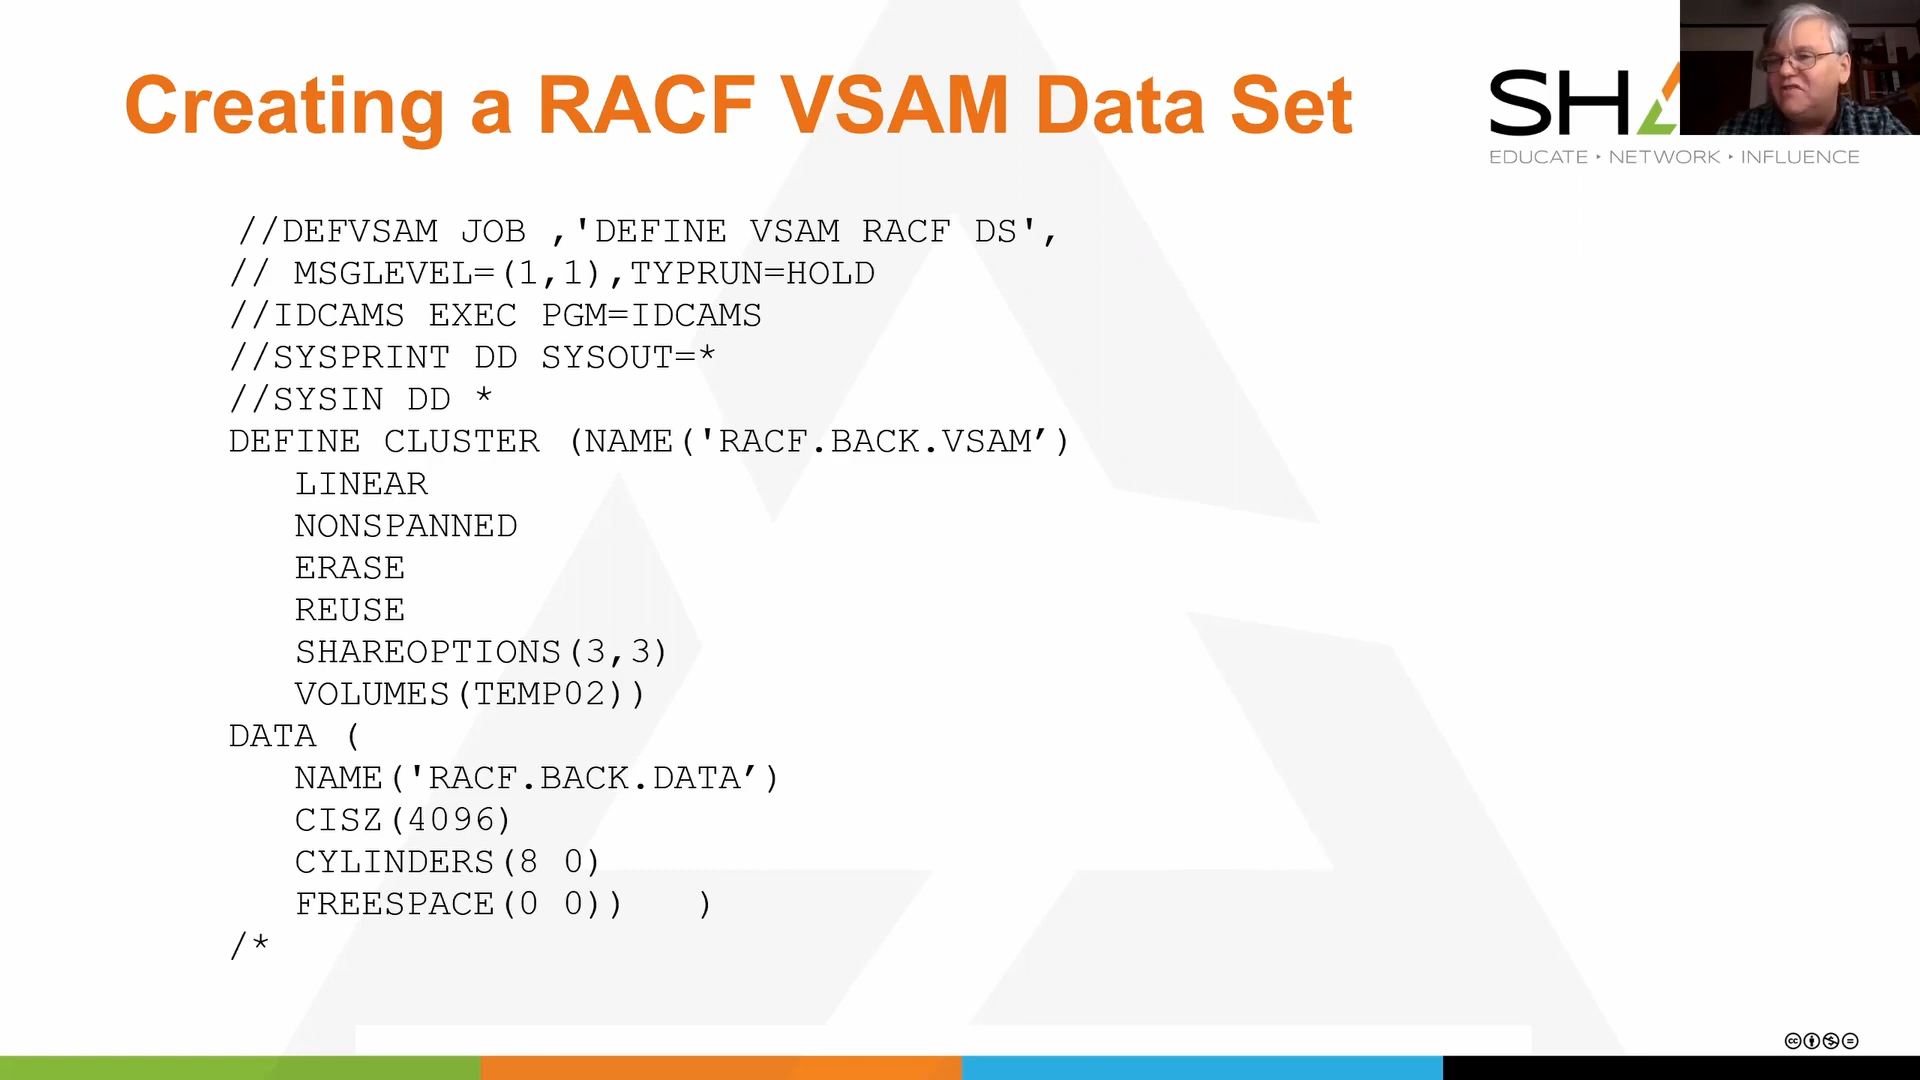 Creating a RACF VSAM Data Set
SH
EDUCATE • NETWORK • INFLUENCE
//DEFVSAM JOB ,'DEFINE VSAM RACF DS',
// MSGLEVEL=(1,1),TYPRUN=HOLD
//IDCAMS EXEC PGM=IDCAMS
//SYSPRINT DD SYSOUT=*
//SYSIN DD *
DEFINE CLUSTER (NAME('RACF.BACK.VSAM’)
LINEAR
NONSPANNED
ERASE
REUSE
SHAREOPTIONS(3,3)
VOLUMES(TEMP02))
DATA (
NAME('RACF.BACK.DATA’)
CISZ(4096)
CYLINDERS(8 0)
FREESPACE(0 0)) )
/*